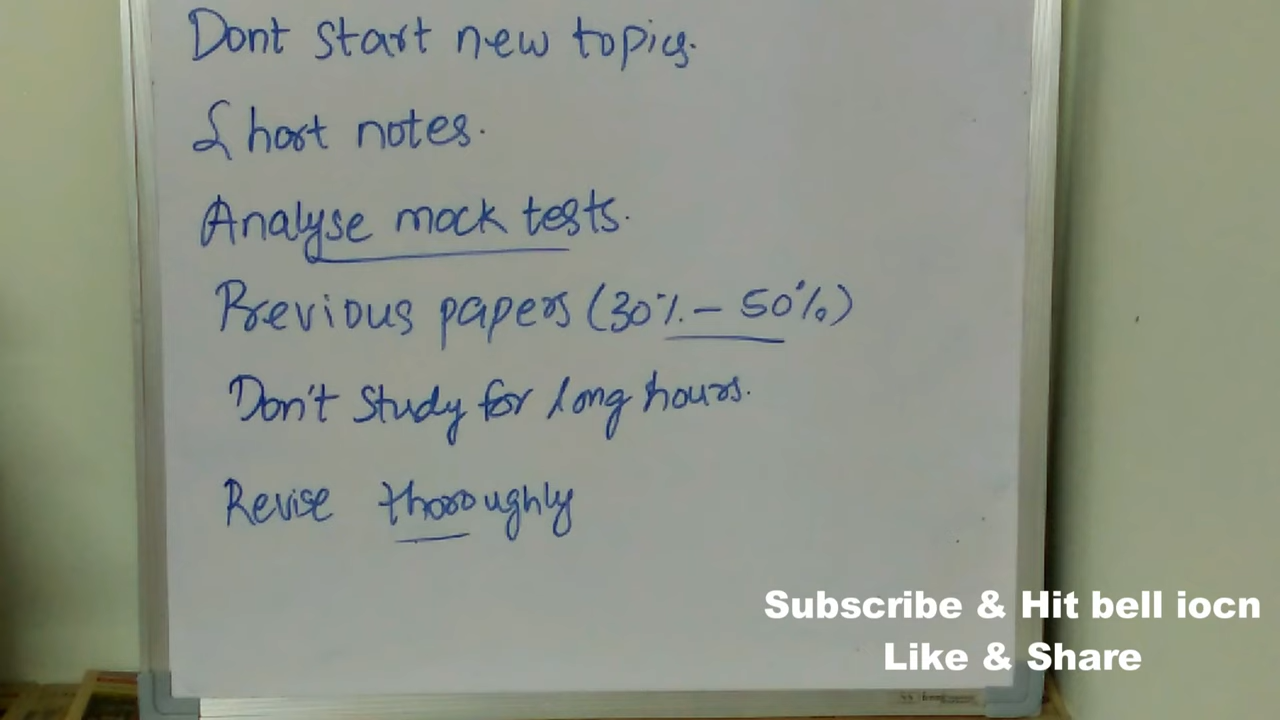 Dont start new topics.
Short notes.
Analyse mock tests.
Previous papers (30% - 50%)
Don't study for long hours.
Revise thoroughly
Subscribe & Hit bell iocn
Like & Share